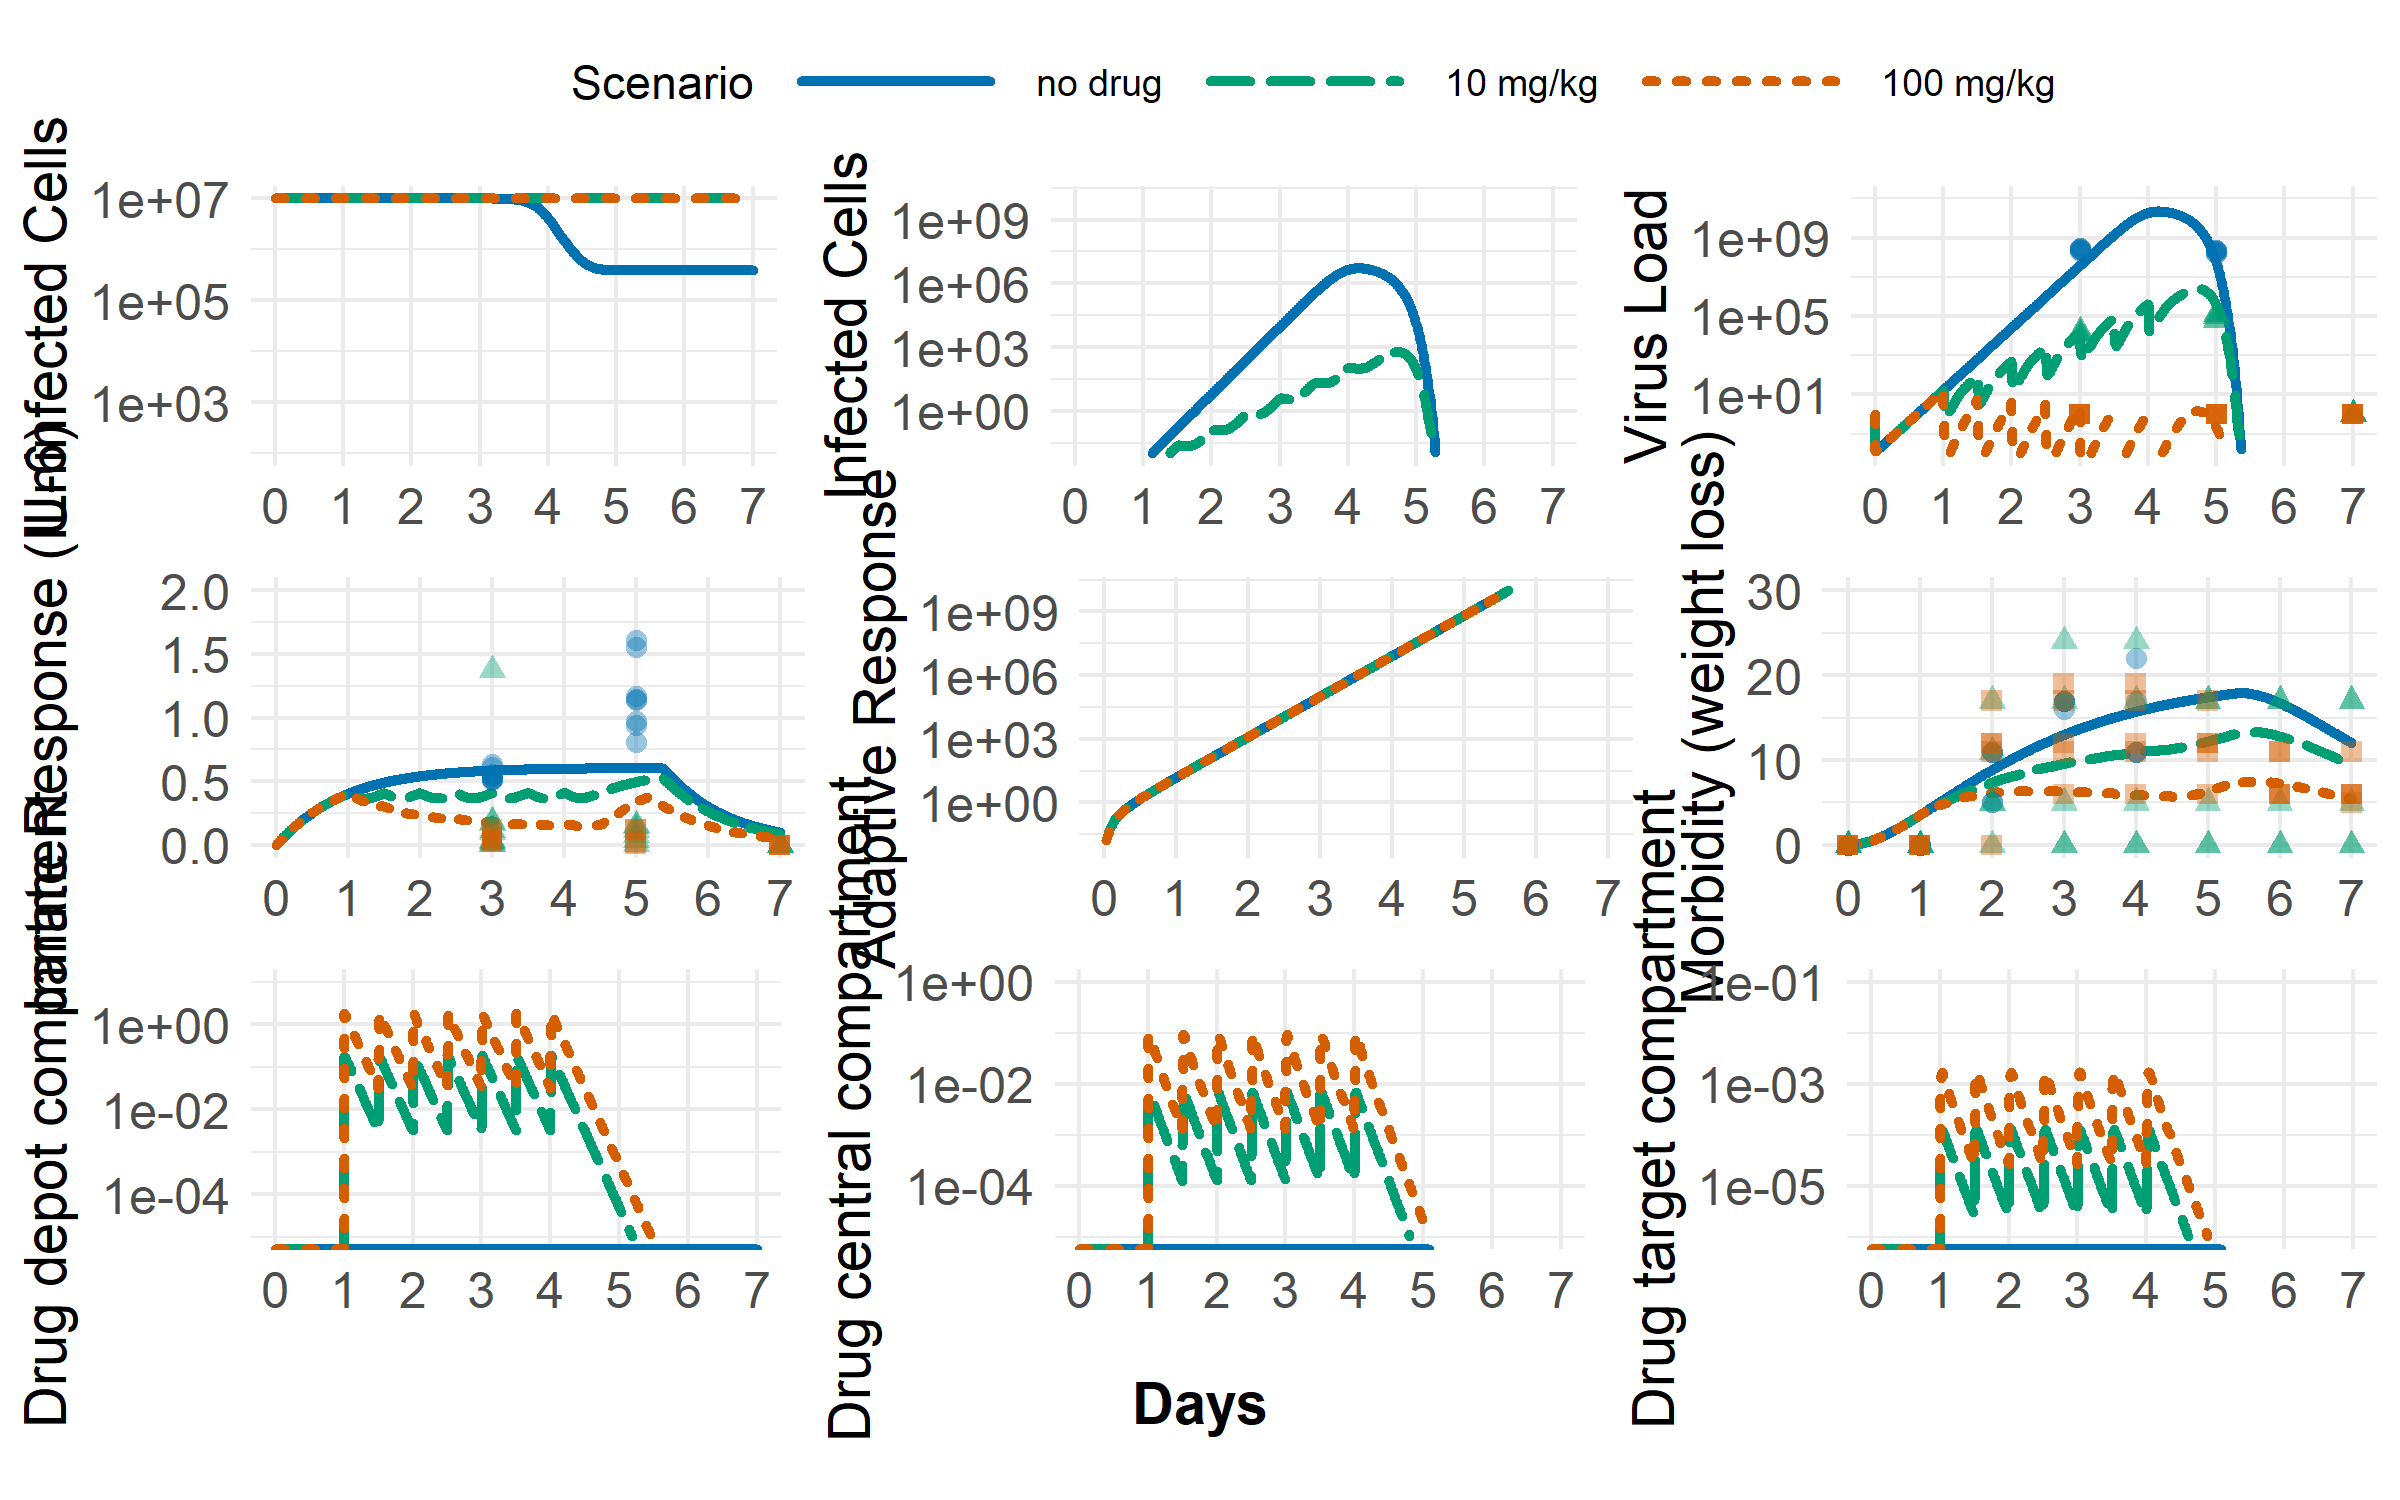 Scenario no drug 10 mg/kg 100 mg/kg
Uninfected Cells
1e+07
1e+05
1e+03
0 1 2 3 4 5 6 7
Infected Cells
1e+09
1e+06
1e+03
1e+00
0 1 2 3 4 5 6 7
Virus Load
1e+09
1e+05
1e+01
0 1 2 3 4 5 6 7
Innate Response (IL-6)
2.0
1.5
1.0
0.5
0.0
0 1 2 3 4 5 6 7
Adaptive Response
1e+09
1e+06
1e+03
1e+00
0 1 2 3 4 5 6 7
Morbidity (weight loss)
30
20
10
0
0 1 2 3 4 5 6 7
Drug depot compartment
1e+00
1e-02
1e-04
0 1 2 3 4 5 6 7
Drug central compartment
1e+00
1e-02
1e-04
0 1 2 3 4 5 6 7
Drug target compartment
1e-01
1e-03
1e-05
0 1 2 3 4 5 6 7
Days